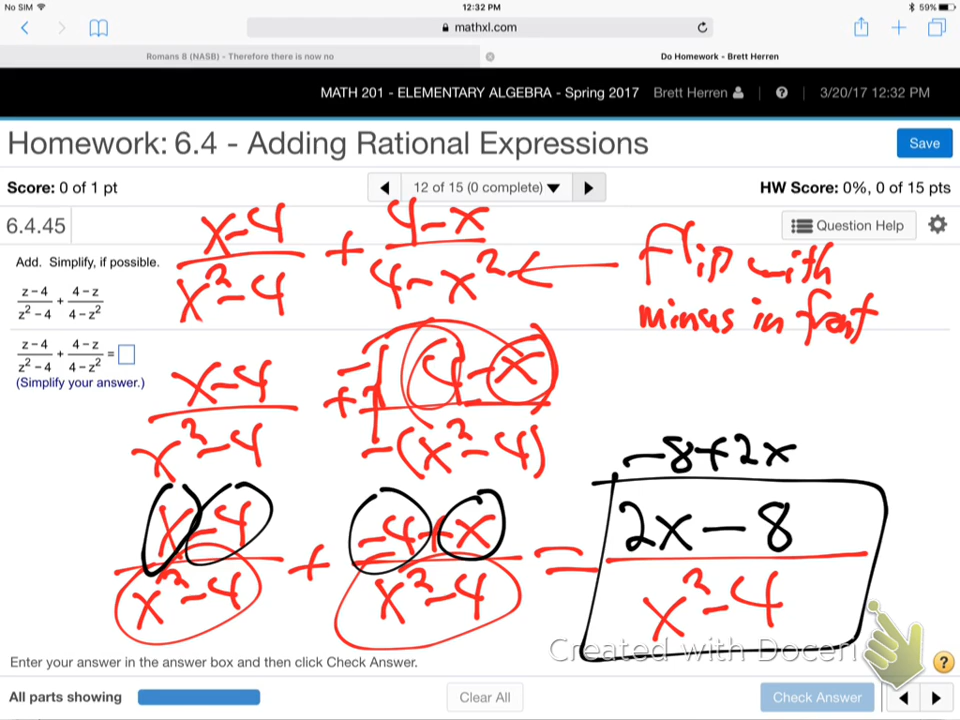 No SIM 12:32 PM 59%
mathxl.com
Romans 8 (NASB) - Therefore there is now no Do Homework - Brett Herren
MATH 201 - ELEMENTARY ALGEBRA - Spring 2017 Brett Herren | ? | 3/20/17 12:32 PM
Homework: 6.4 - Adding Rational Expressions Save
Score: 0 of 1 pt 12 of 15 (0 complete) HW Score: 0%, 0 of 15 pts
6.4.45 Question Help
x-4 4-x
+
x²-4 4-x² ← Flip with
minus in front
Add. Simplify, if possible.
z-4 4-z
+
z²-4 4-z²
z-4 4-z
+ =
z²-4 4-z²
(Simplify your answer.)
x-4 -(4-x)
+
x²-4 -(x²-4)
-8+2x
x-4 -4+x 2x-8
+ =
x²-4 x²-4 x²-4
Created with Doceri
Enter your answer in the answer box and then click Check Answer. ?
All parts showing Clear All Check Answer